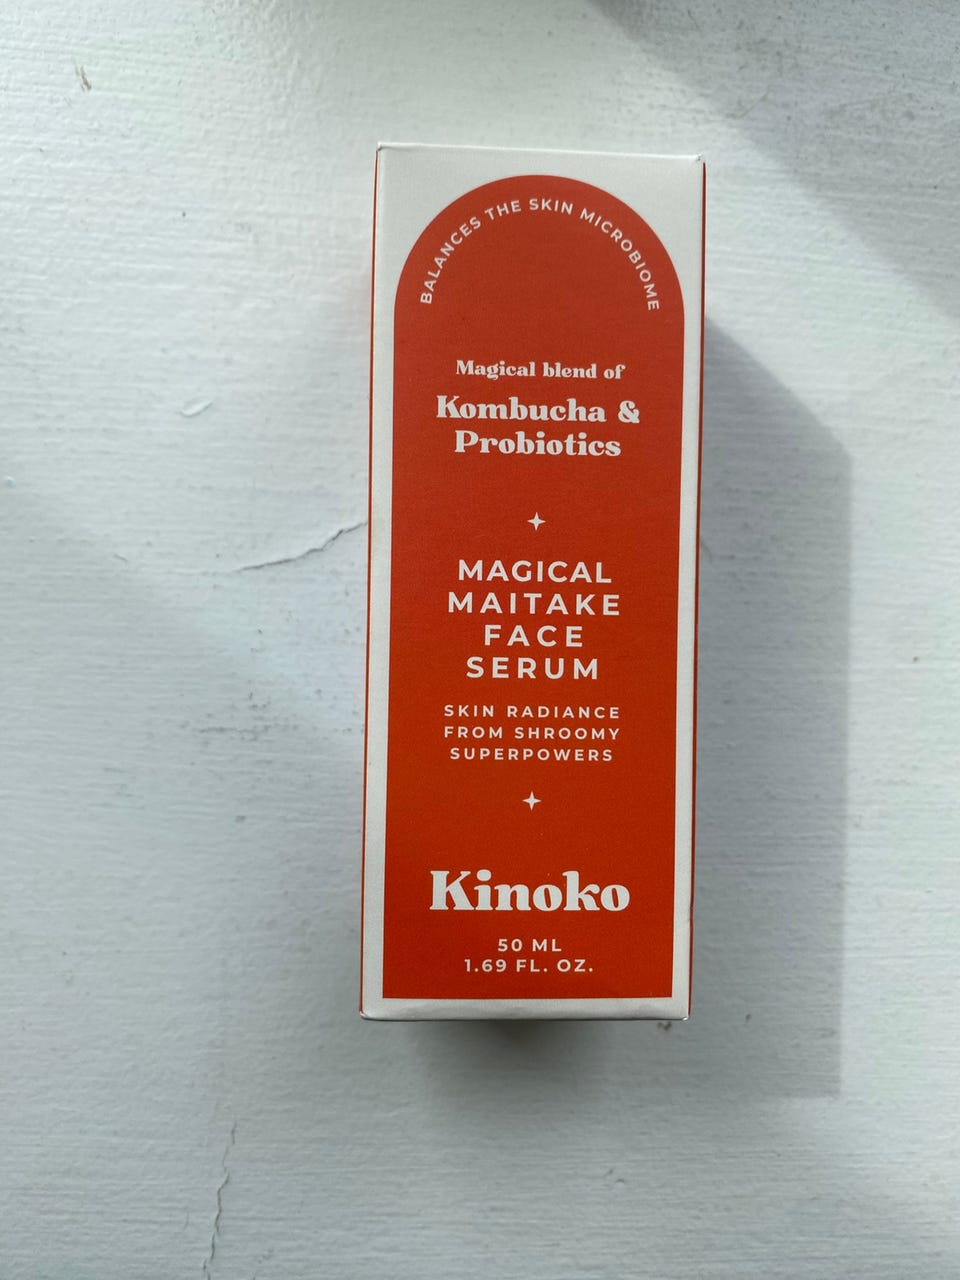 BALANCES THE SKIN MICROBIOME
Magical blend of
Kombucha &
Probiotics
MAGICAL
MAITAKE
FACE
SERUM
SKIN RADIANCE
FROM SHROOMY
SUPERPOWERS
Kinoko
50 ML
1.69 FL. OZ.